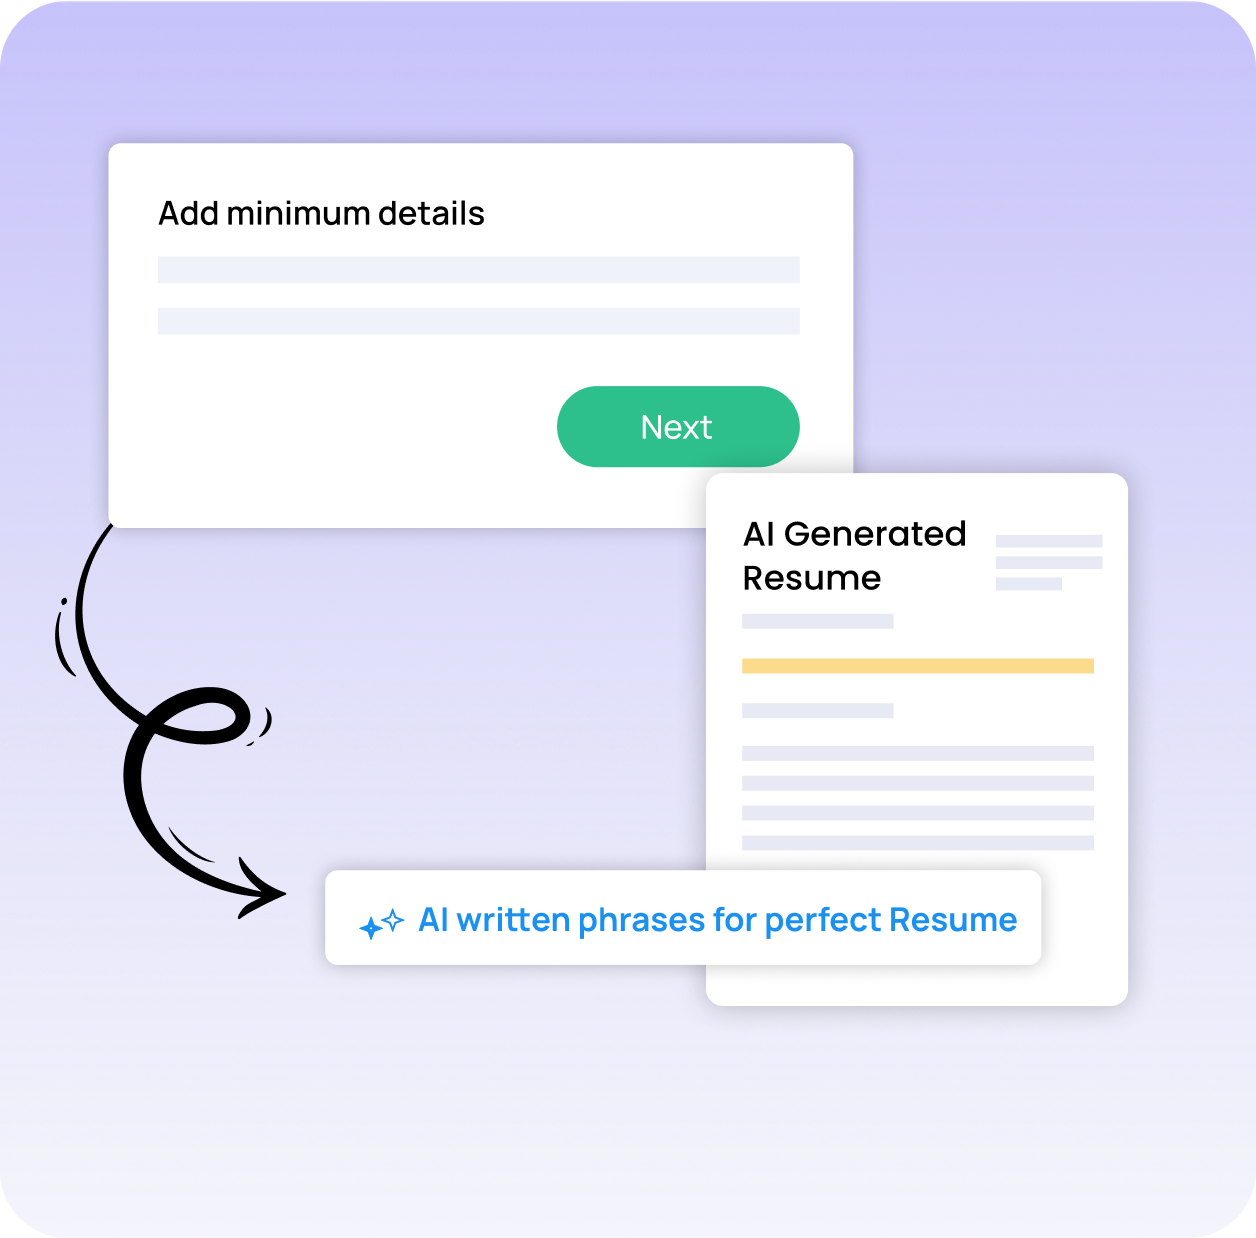 Add minimum details
Next
AI Generated
Resume
AI written phrases for perfect Resume